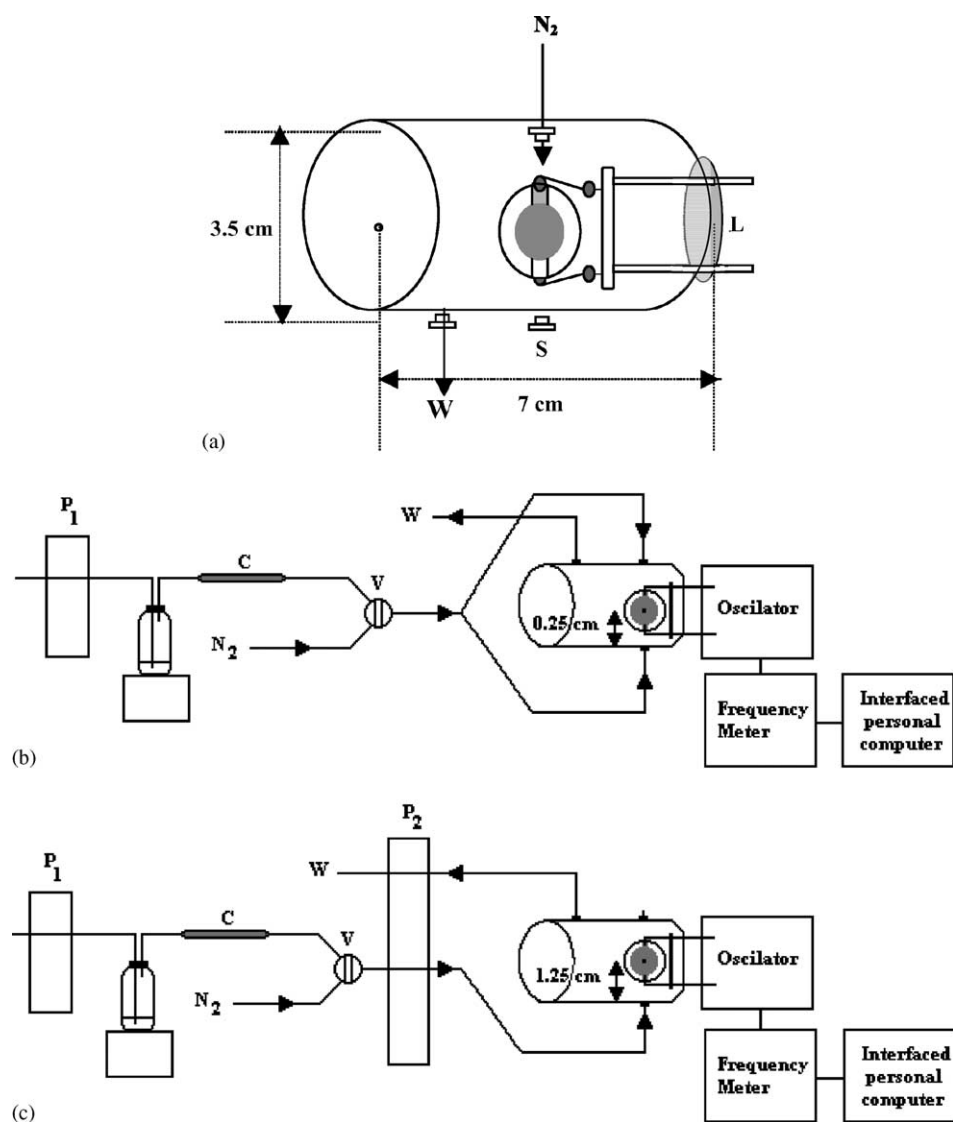 N₂
3.5 cm
L
S
W
7 cm
(a)
P₁
C
V
N₂
W
0.25 cm
Oscilator
Frequency
Meter
Interfaced
personal
computer
(b)
P₂
P₁
C
V
N₂
W
1.25 cm
Oscilator
Frequency
Meter
Interfaced
personal
computer
(c)